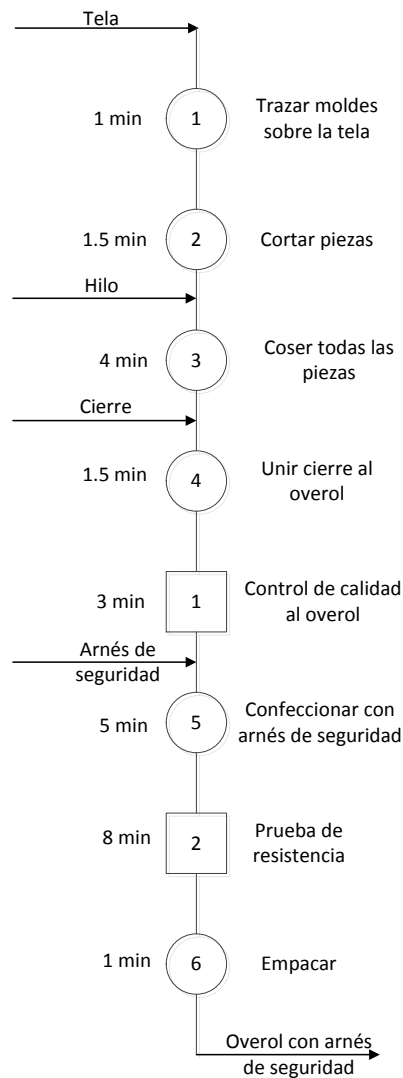 Tela
1 min
1
Trazar moldes
sobre la tela
1.5 min
2
Cortar piezas
Hilo
4 min
3
Coser todas las
piezas
Cierre
1.5 min
4
Unir cierre al
overol
3 min
1
Control de calidad
al overol
Arnés de
seguridad
5 min
5
Confeccionar con
arnés de seguridad
8 min
2
Prueba de
resistencia
1 min
6
Empacar
Overol con arnés
de seguridad